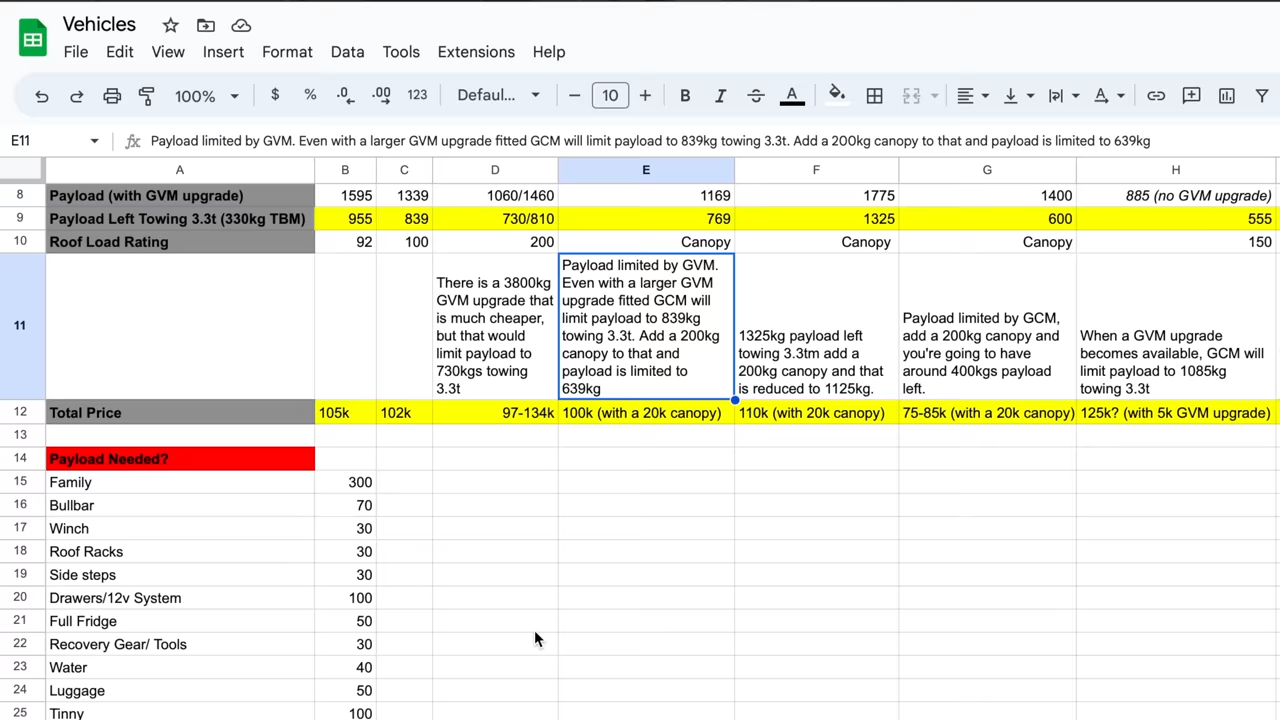 Vehicles
File Edit View Insert Format Data Tools Extensions Help
100% $ % .0 .00 123 Defaul... 10 B I A
E11 fx Payload limited by GVM. Even with a larger GVM upgrade fitted GCM will limit payload to 839kg towing 3.3t. Add a 200kg canopy to that and payload is limited to 639kg
A B C D E F G H
8 Payload (with GVM upgrade) 1595 1339 1060/1460 1169 1775 1400 885 (no GVM upgrade)
9 Payload Left Towing 3.3t (330kg TBM) 955 839 730/810 769 1325 600 555
10 Roof Load Rating 92 100 200 Canopy Canopy Canopy 150
11
There is a 3800kg
GVM upgrade that
is much cheaper,
but that would
limit payload to
730kgs towing
3.3t
Payload limited by GVM.
Even with a larger GVM
upgrade fitted GCM will
limit payload to 839kg
towing 3.3t. Add a 200kg
canopy to that and
payload is limited to
639kg
1325kg payload left
towing 3.3tm add a
200kg canopy and that
is reduced to 1125kg.
Payload limited by GCM,
add a 200kg canopy and
you're going to have
around 400kgs payload
left.
When a GVM upgrade
becomes available, GCM will
limit payload to 1085kg
towing 3.3t
12 Total Price 105k 102k 97-134k 100k (with a 20k canopy) 110k (with 20k canopy) 75-85k (with a 20k canopy) 125k? (with 5k GVM upgrade)
13
14 Payload Needed?
15 Family 300
16 Bullbar 70
17 Winch 30
18 Roof Racks 30
19 Side steps 30
20 Drawers/12v System 100
21 Full Fridge 50
22 Recovery Gear/ Tools 30
23 Water 40
24 Luggage 50
25 Tinny 100